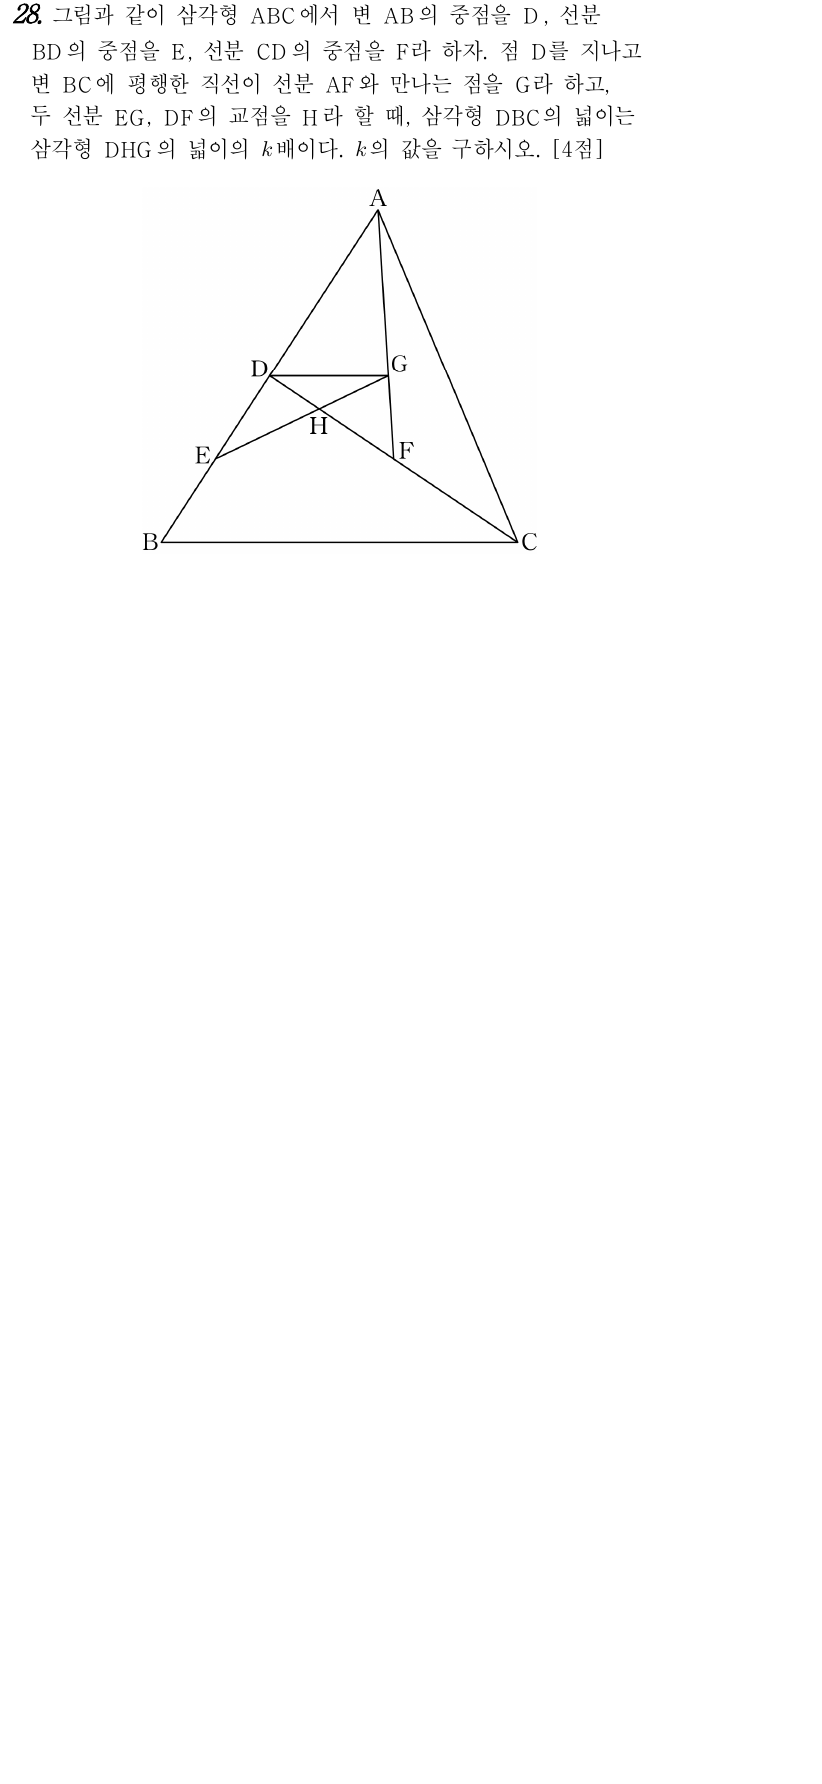 28. 그림과 같이 삼각형 ABC에서 변 AB의 중점을 D, 선분
BD의 중점을 E, 선분 CD의 중점을 F라 하자. 점 D를 지나고
변 BC에 평행한 직선이 선분 AF와 만나는 점을 G라 하고,
두 선분 EG, DF의 교점을 H라 할 때, 삼각형 DBC의 넓이는
삼각형 DHG의 넓이의 k배이다. k의 값을 구하시오. [4점]
A
D
G
H
E
F
B
C